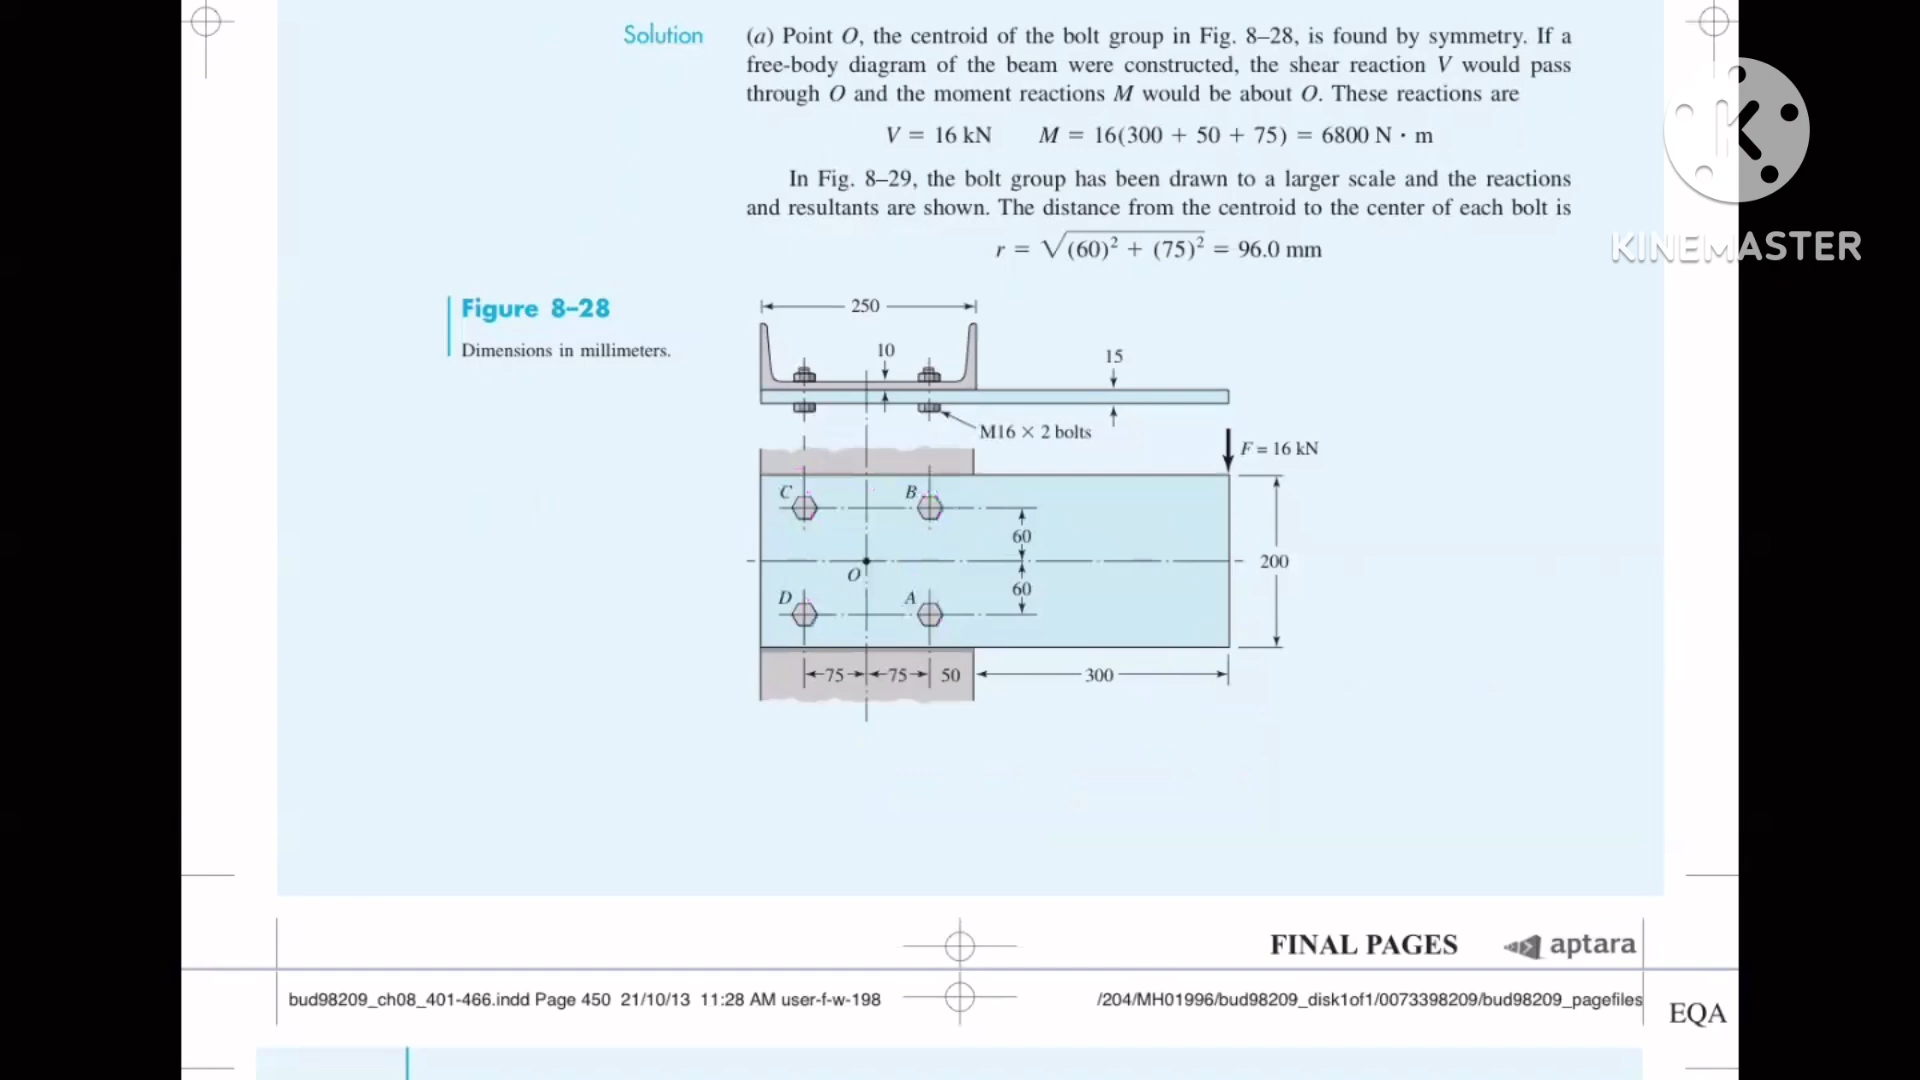 Solution
(a) Point O, the centroid of the bolt group in Fig. 8–28, is found by symmetry. If a
free-body diagram of the beam were constructed, the shear reaction V would pass
through O and the moment reactions M would be about O. These reactions are
V = 16 kN M = 16(300 + 50 + 75) = 6800 N · m
In Fig. 8–29, the bolt group has been drawn to a larger scale and the reactions
and resultants are shown. The distance from the centroid to the center of each bolt is
r = √(60)² + (75)² = 96.0 mm
KINEMASTER
Figure 8–28
Dimensions in millimeters.
250
10
15
M16 × 2 bolts
F = 16 kN
C
B
60
O
200
D
A
60
75
75
50
300
FINAL PAGES
aptara
bud98209_ch08_401-466.indd Page 450 21/10/13 11:28 AM user-f-w-198
/204/MH01996/bud98209_disk1of1/0073398209/bud98209_pagefiles
EQA